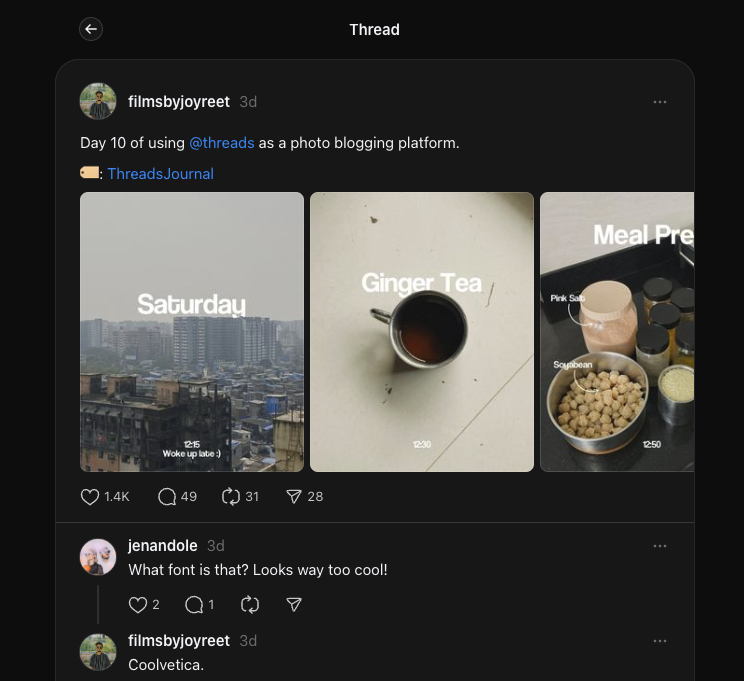 Thread
filmsbyjoyreet 3d
Day 10 of using @threads as a photo blogging platform.
: ThreadsJournal
Saturday
12:15
Woke up late :)
Ginger Tea
12:30
Meal Pre
Pink Salt
Soyabean
12:50
1.4K 49 31 28
jenandole 3d
What font is that? Looks way too cool!
2 1
filmsbyjoyreet 3d
Coolvetica.